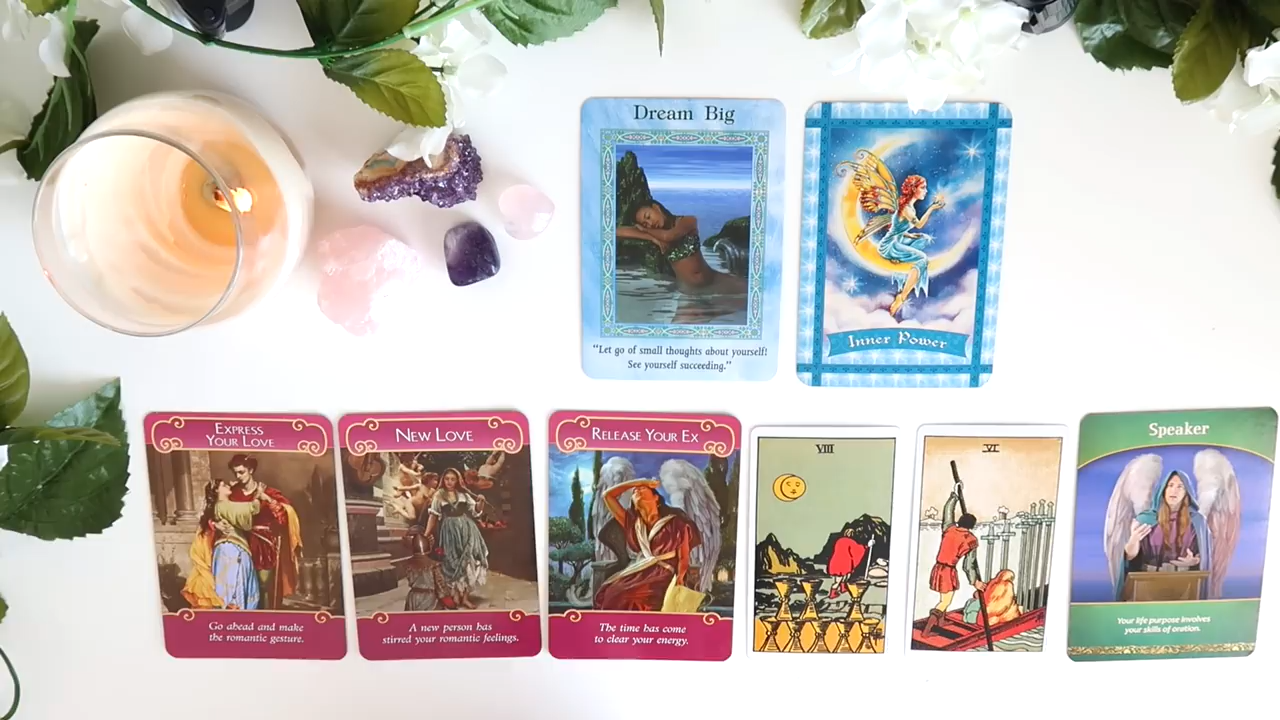 Dream Big
"Let go of small thoughts about yourself!
See yourself succeeding."
Inner Power
EXPRESS
YOUR LOVE
Go ahead and make
the romantic gesture.
NEW LOVE
A new person has
stirred your romantic feelings.
RELEASE YOUR EX
The time has come
to clear your energy.
VIII
VI
Speaker
Your life purpose involves
your skills of oration.